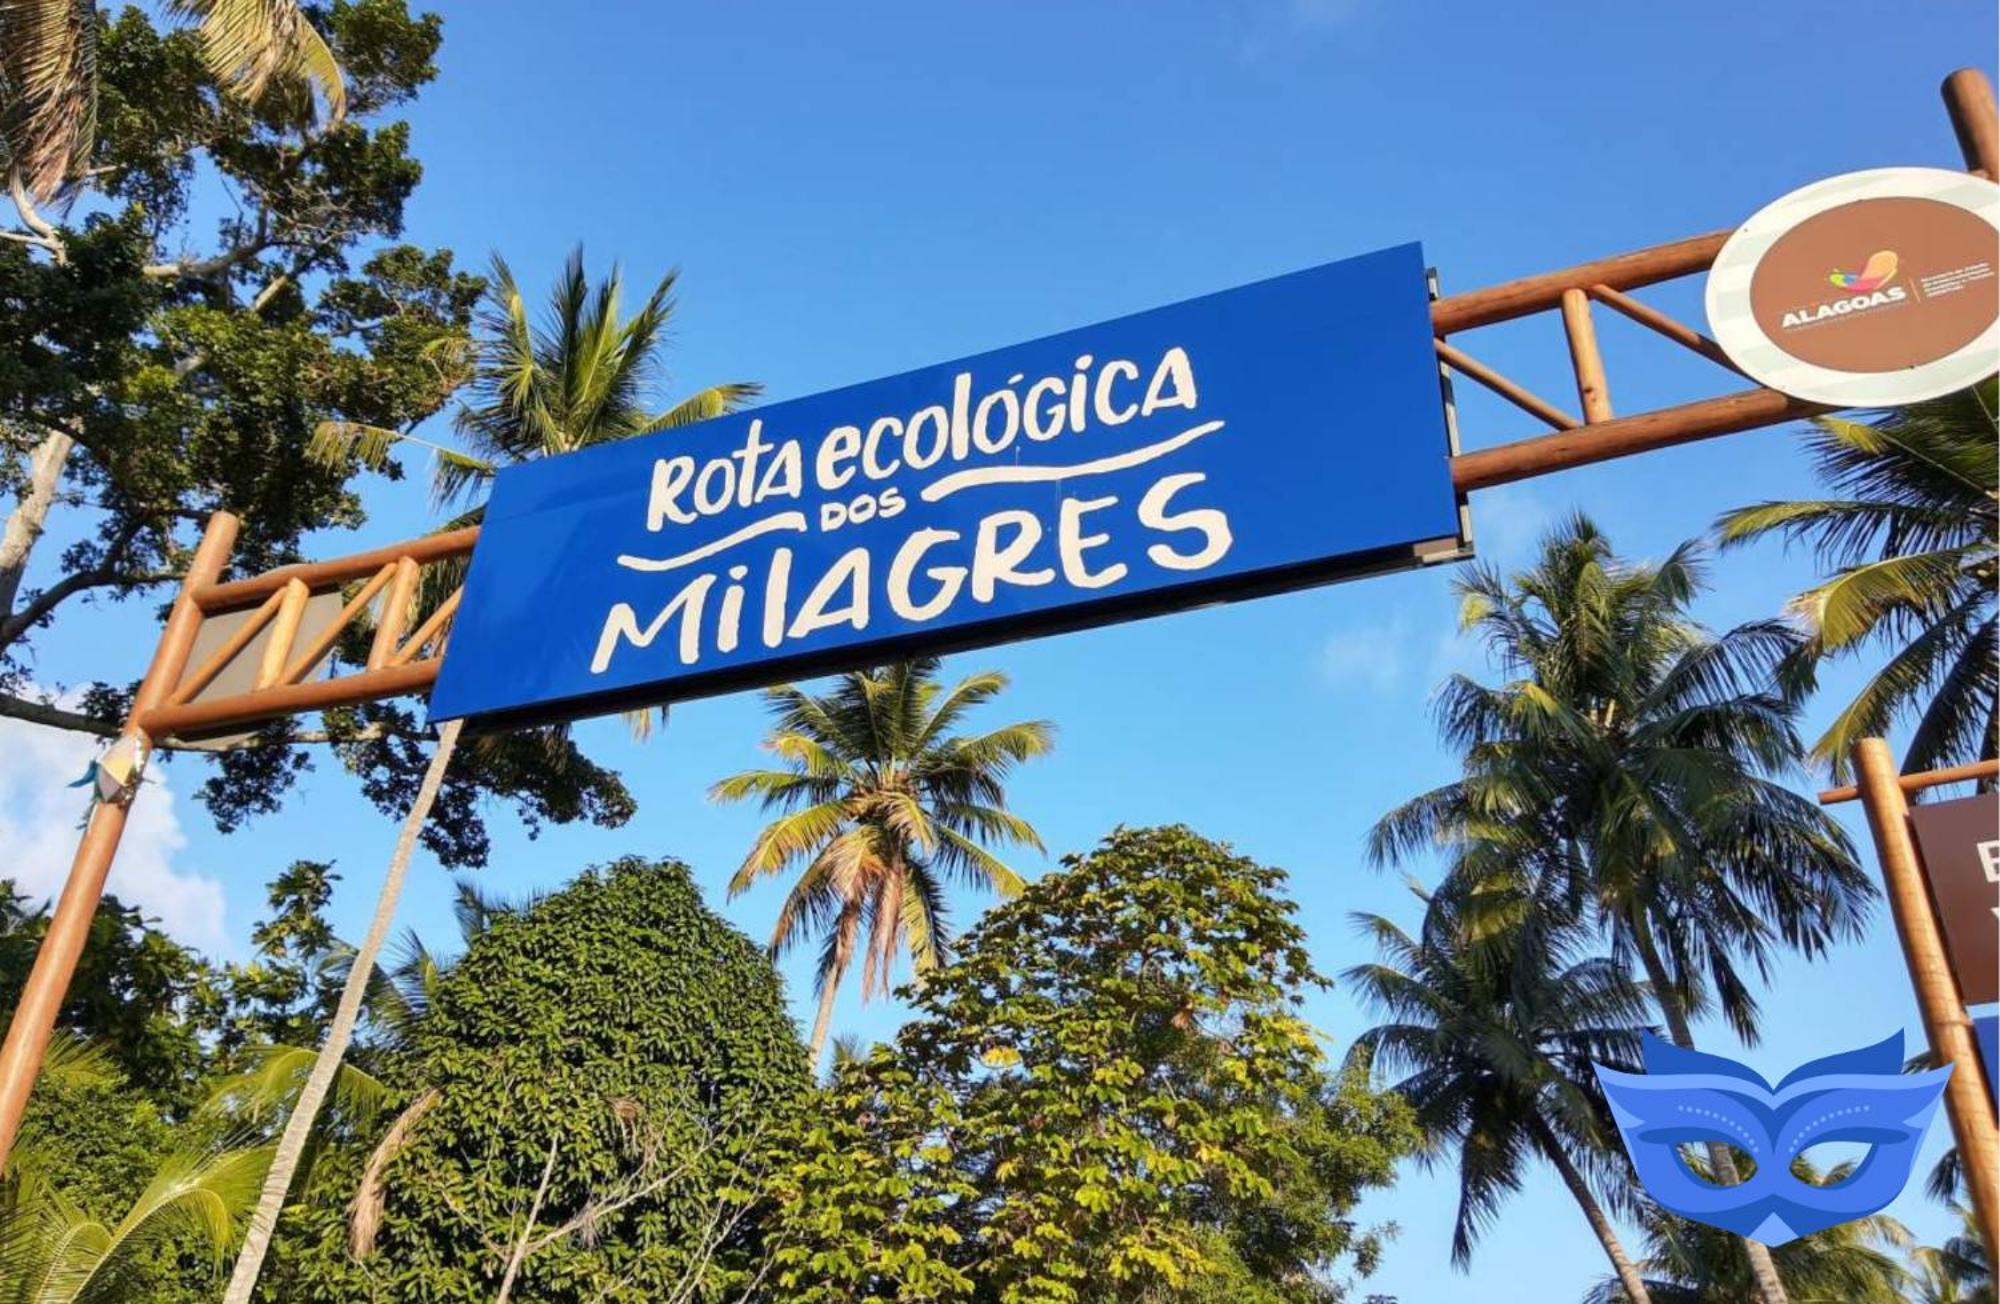 Rota ecológica
DOS
MilAGRES
ALAGOAS